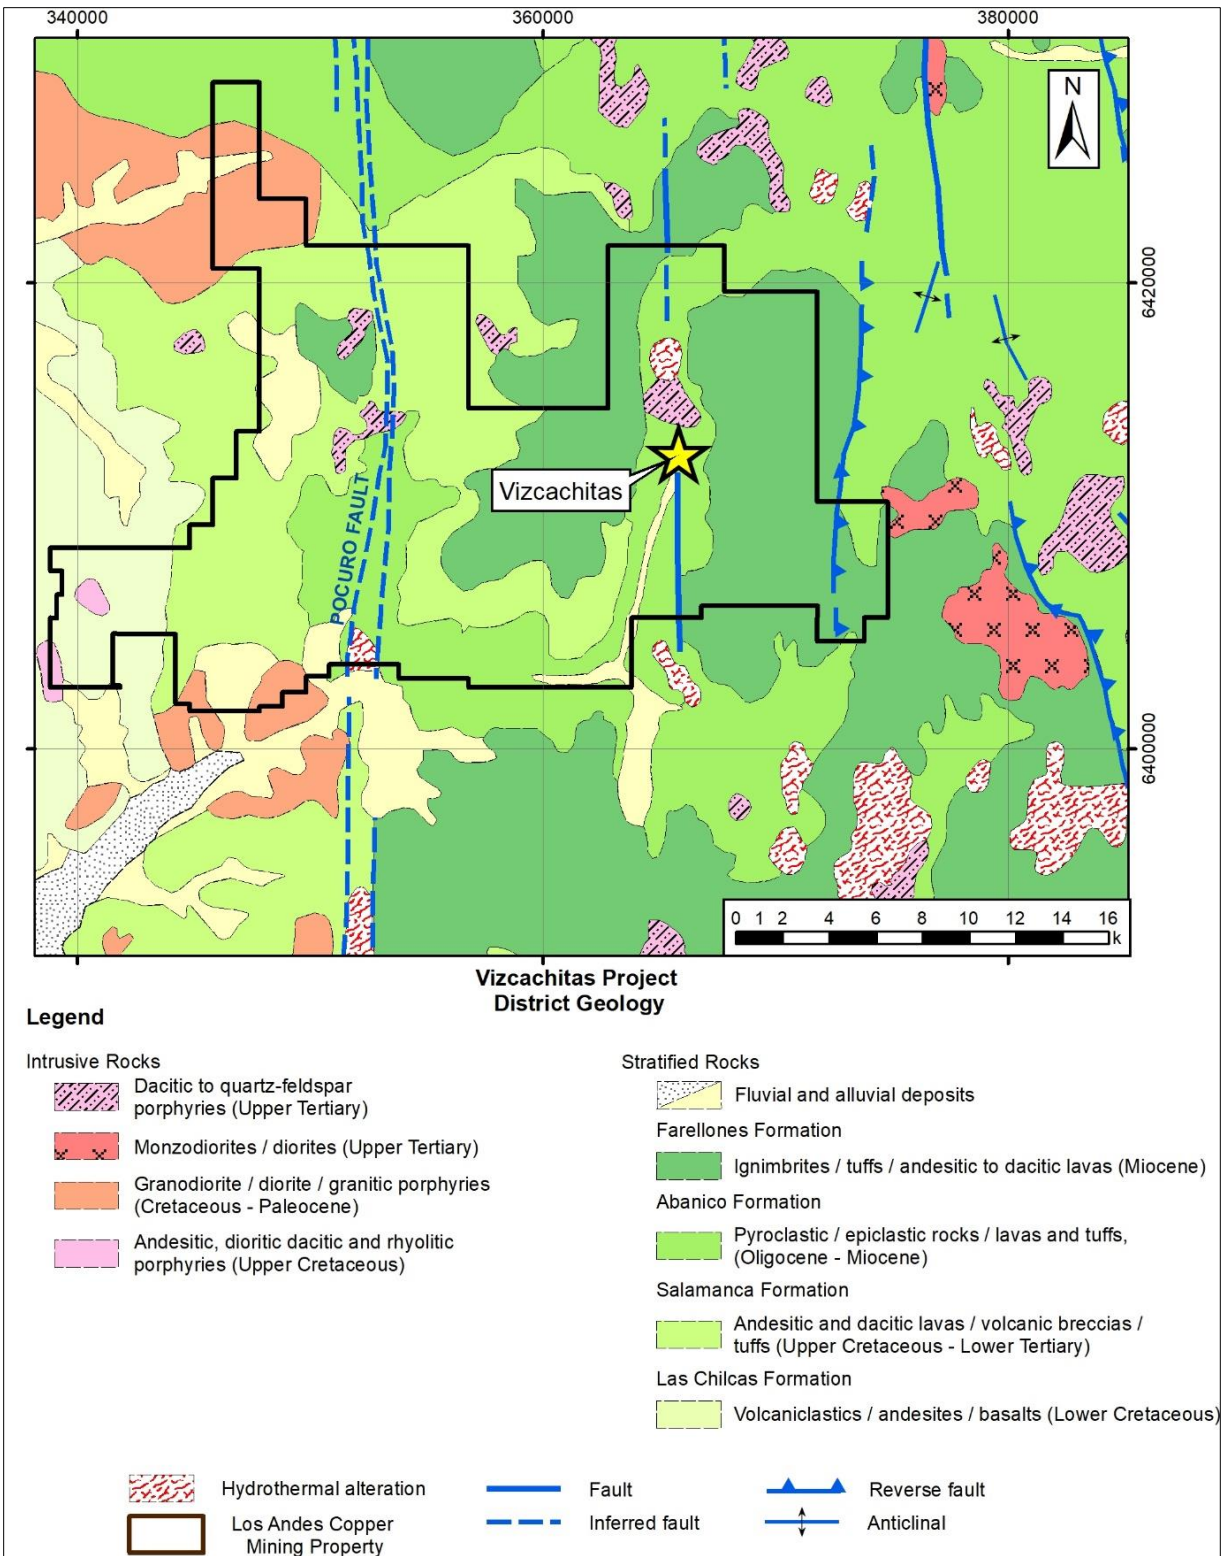 340000
360000
380000
N
6420000
Vizcachitas
POCURO FAULT
6400000
0 1 2 4 6 8 10 12 14 16
k
Vizcachitas Project
District Geology
Legend
Intrusive Rocks
Dacitic to quartz-feldspar
porphyries (Upper Tertiary)
Monzodiorites / diorites (Upper Tertiary)
Granodiorite / diorite / granitic porphyries
(Cretaceous - Paleocene)
Andesitic, dioritic dacitic and rhyolitic
porphyries (Upper Cretaceous)
Stratified Rocks
Fluvial and alluvial deposits
Farellones Formation
Ignimbrites / tuffs / andesitic to dacitic lavas (Miocene)
Abanico Formation
Pyroclastic / epiclastic rocks / lavas and tuffs,
(Oligocene - Miocene)
Salamanca Formation
Andesitic and dacitic lavas / volcanic breccias /
tuffs (Upper Cretaceous - Lower Tertiary)
Las Chilcas Formation
Volcaniclastics / andesites / basalts (Lower Cretaceous)
Hydrothermal alteration
Fault
Reverse fault
Los Andes Copper
Mining Property
Inferred fault
Anticlinal